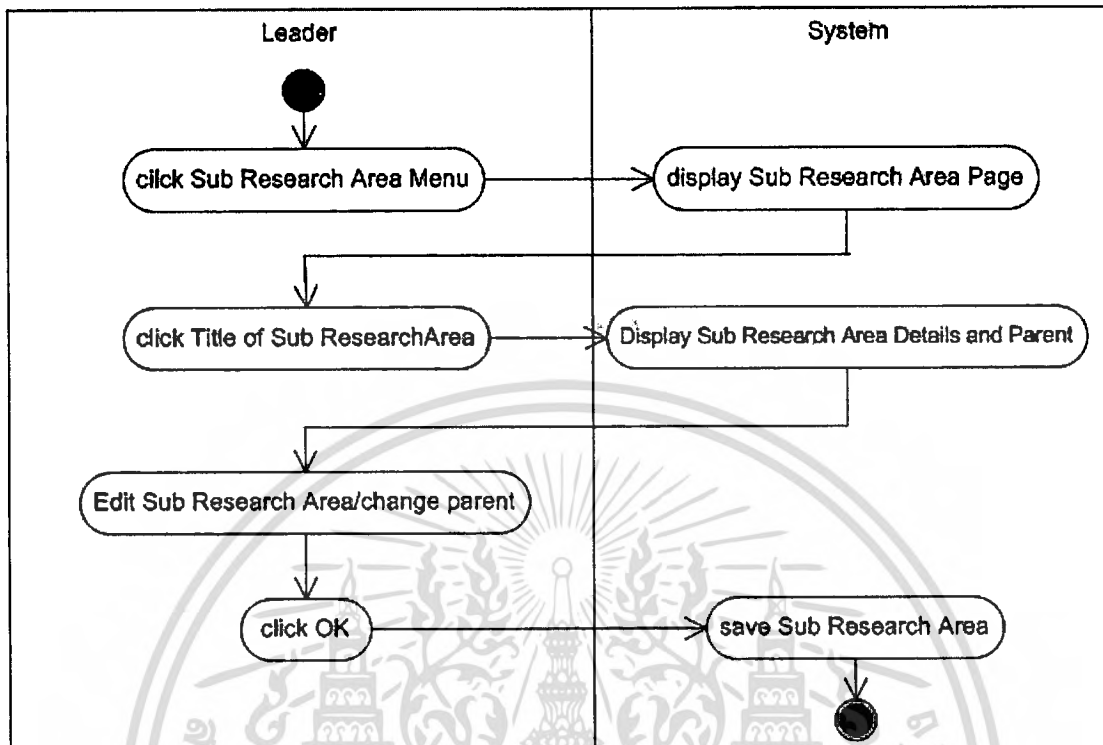 Leader
System
cilck Sub Research Area Menu
display Sub Research Area Page
click Title of Sub ResearchArea
Display Sub Research Area Details and Parent
Edit Sub Research Area/change parent
click OK
save Sub Research Area